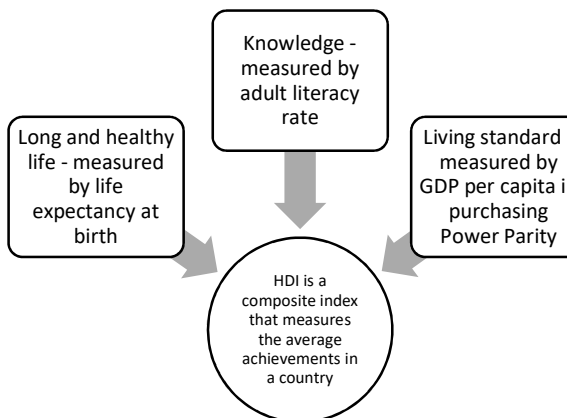 Knowledge -
measured by
adult literacy
rate
Long and healthy
life - measured
by life
expectancy at
birth
Living standard
measured by
GDP per capita i
purchasing
Power Parity
HDI is a
composite index
that measures
the average
achievements in
a country